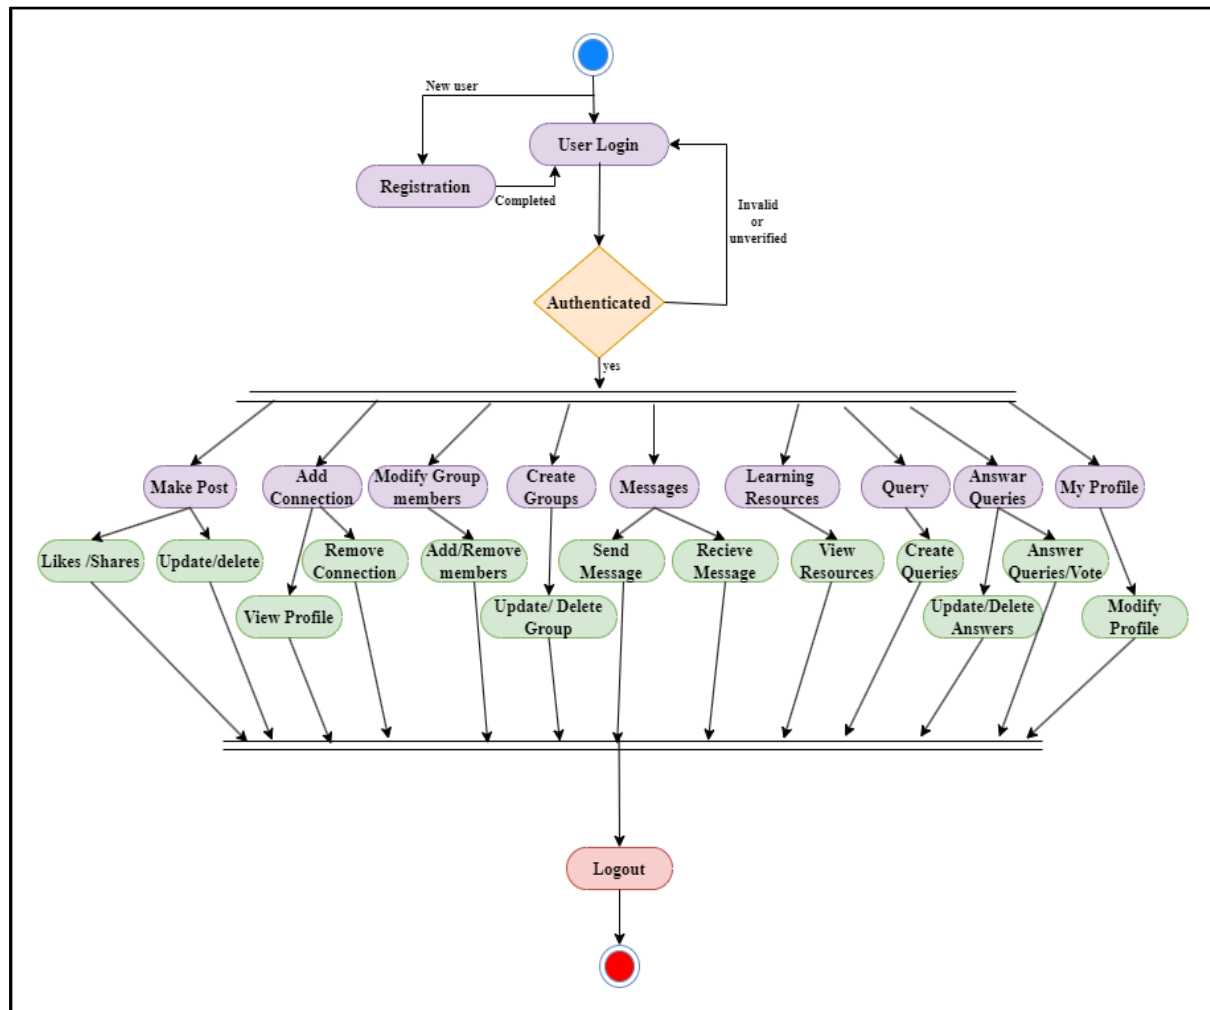 New user
User Login
Registration
Completed
Invalid
or
unverified
Authenticated
yes
Make Post
Add
Connection
Modify Group
members
Create
Groups
Messages
Learning
Resources
Query
Answar
Queries
My Profile
Likes /Shares
Update/delete
View Profile
Remove
Connection
Add/Remove
members
Update/ Delete
Group
Send
Message
Recieve
Message
View
Resources
Create
Queries
Update/Delete
Answers
Answer
Queries/Vote
Modify
Profile
Logout